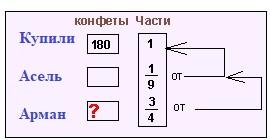 конфеты Части
Купили 180 1
Асель 1/9 от
Арман ? 3/4 от